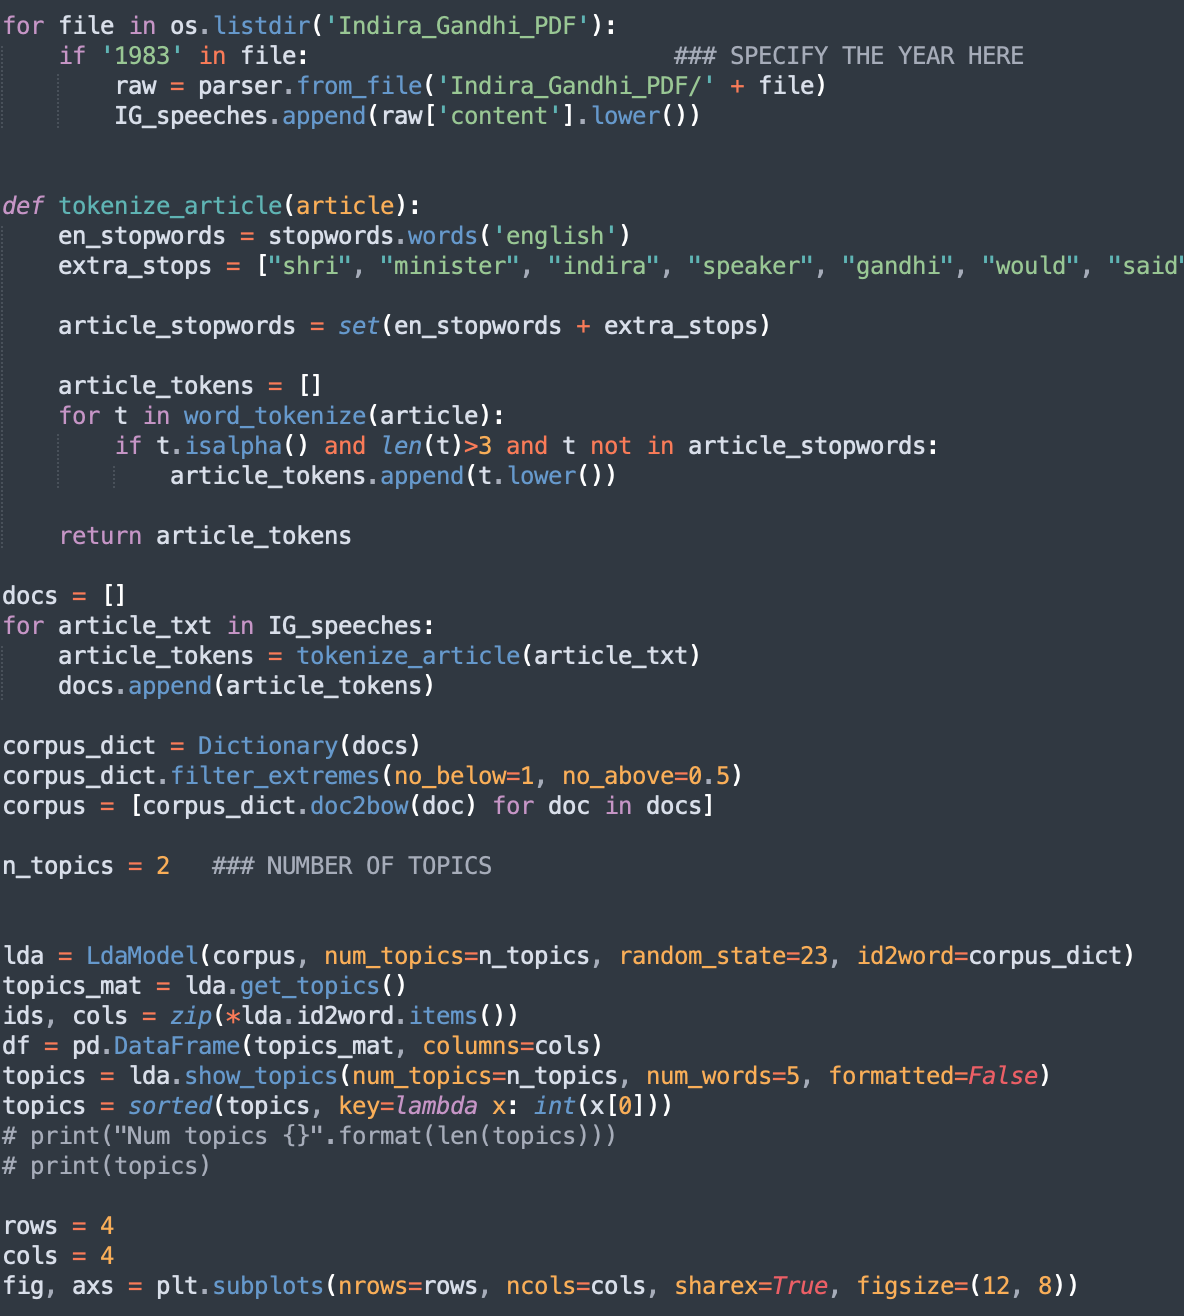 for file in os.listdir('Indira_Gandhi_PDF'):
    if '1983' in file:                          ### SPECIFY THE YEAR HERE
        raw = parser.from_file('Indira_Gandhi_PDF/' + file)
        IG_speeches.append(raw['content'].lower())
def tokenize_article(article):
    en_stopwords = stopwords.words('english')
    extra_stops = ["shri", "minister", "indira", "speaker", "gandhi", "would", "said"
    article_stopwords = set(en_stopwords + extra_stops)
    article_tokens = []
    for t in word_tokenize(article):
        if t.isalpha() and len(t)>3 and t not in article_stopwords:
            article_tokens.append(t.lower())
    return article_tokens
docs = []
for article_txt in IG_speeches:
    article_tokens = tokenize_article(article_txt)
    docs.append(article_tokens)
corpus_dict = Dictionary(docs)
corpus_dict.filter_extremes(no_below=1, no_above=0.5)
corpus = [corpus_dict.doc2bow(doc) for doc in docs]
n_topics = 2   ### NUMBER OF TOPICS
lda = LdaModel(corpus, num_topics=n_topics, random_state=23, id2word=corpus_dict)
topics_mat = lda.get_topics()
ids, cols = zip(*lda.id2word.items())
df = pd.DataFrame(topics_mat, columns=cols)
topics = lda.show_topics(num_topics=n_topics, num_words=5, formatted=False)
topics = sorted(topics, key=lambda x: int(x[0]))
# print("Num topics {}".format(len(topics)))
# print(topics)
rows = 4
cols = 4
fig, axs = plt.subplots(nrows=rows, ncols=cols, sharex=True, figsize=(12, 8))